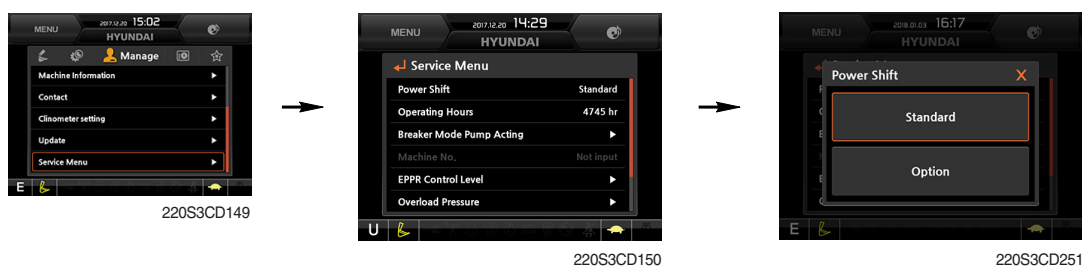 MENU
2017.12.20 15:02
HYUNDAI
Manage
Machine Information
Contact
Clinometer setting
Update
Service Menu
E
220S3CD149
MENU
2017.12.20 14:29
HYUNDAI
Service Menu
Power Shift Standard
Operating Hours 4745 hr
Breaker Mode Pump Acting
Machine No. Not input
EPPR Control Level
Overload Pressure
U
220S3CD150
MENU
2018.01.03 16:17
HYUNDAI
Power Shift X
Standard
Option
E
220S3CD251